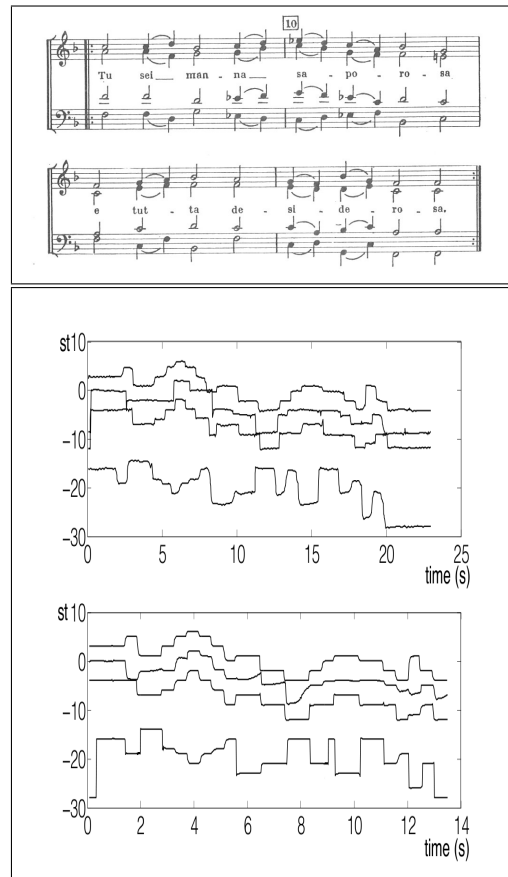 10
Tu sei man - na sa - po - ro - sa
e tut - ta de - si - de - ro - sa.
st10
0
−10
−20
−30
0 5 10 15 20 25
time (s)
st10
0
−10
−20
−30
0 2 4 6 8 10 12 14
time (s)